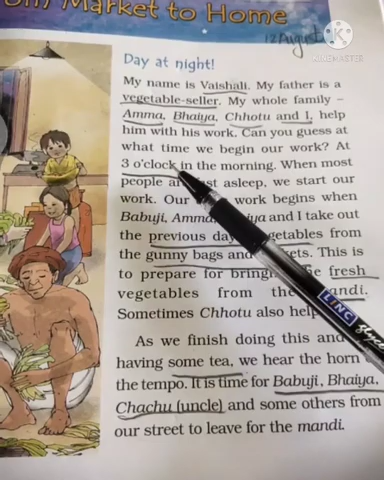 om Market to Home
12 August
KINEMASTER
Day at night!
My name is Vaishali. My father is a
vegetable-seller. My whole family –
Amma, Bhaiya, Chhotu and I, help
him with his work. Can you guess at
what time we begin our work? At
3 o'clock in the morning. When most
people asleep, we start our
work. Our work begins when
Babuji, Amma and I take out
the previous day from
the gunny bags and This is
to prepare for fresh
vegetables from the
Sometimes Chhotu also
LINC glycer
As we finish doing this and
having some tea, we hear the horn
the tempo. It is time for Babuji, Bhaiya,
Chachu (uncle) and some others from
our street to leave for the mandi.